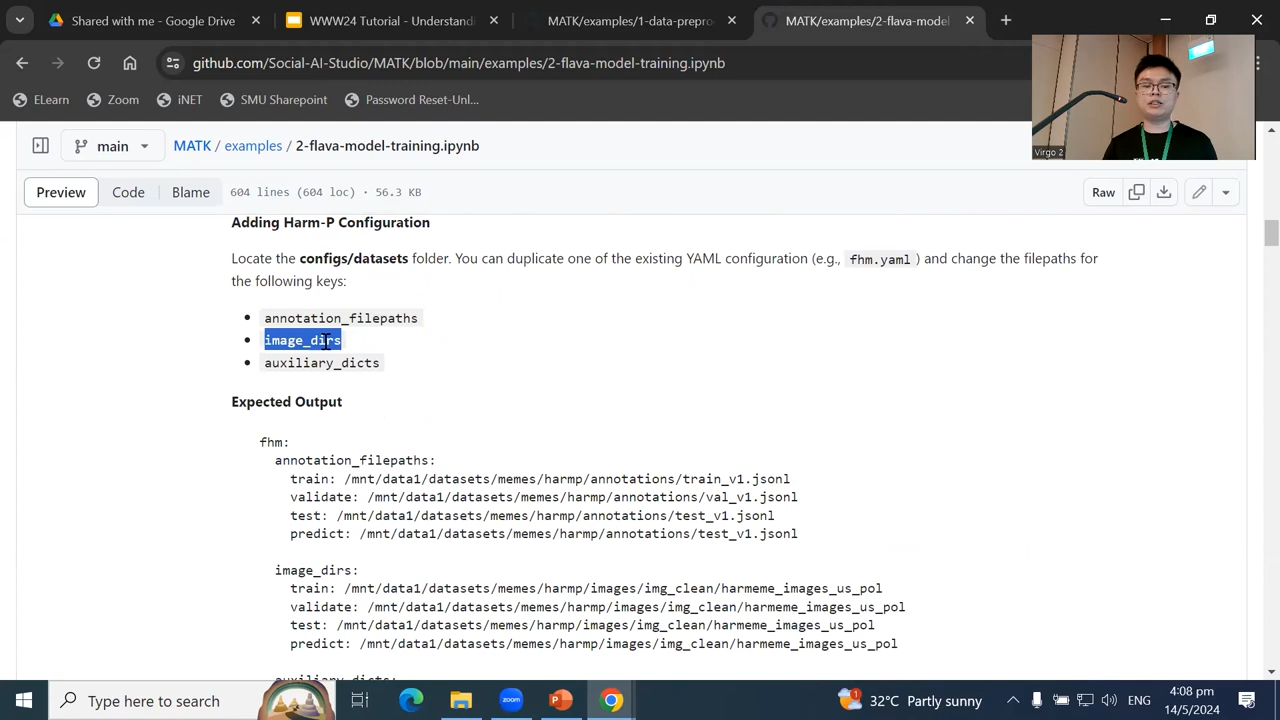 Shared with me - Google Drive
WWW24 Tutorial - Understandi
MATK/examples/1-data-prepro
MATK/examples/2-flava-model
github.com/Social-AI-Studio/MATK/blob/main/examples/2-flava-model-training.ipynb
ELearn
Zoom
iNET
SMU Sharepoint
Password Reset-Unl...
Virgo 2
main
MATK / examples / 2-flava-model-training.ipynb
Preview
Code
Blame
604 lines (604 loc) · 56.3 KB
Raw
Adding Harm-P Configuration
Locate the configs/datasets folder. You can duplicate one of the existing YAML configuration (e.g., fhm.yaml ) and change the filepaths for
the following keys:
• annotation_filepaths
• image_dirs
• auxiliary_dicts
Expected Output
fhm:
annotation_filepaths:
train: /mnt/data1/datasets/memes/harmp/annotations/train_v1.jsonl
validate: /mnt/data1/datasets/memes/harmp/annotations/val_v1.jsonl
test: /mnt/data1/datasets/memes/harmp/annotations/test_v1.jsonl
predict: /mnt/data1/datasets/memes/harmp/annotations/test_v1.jsonl
image_dirs:
train: /mnt/data1/datasets/memes/harmp/images/img_clean/harmeme_images_us_pol
validate: /mnt/data1/datasets/memes/harmp/images/img_clean/harmeme_images_us_pol
test: /mnt/data1/datasets/memes/harmp/images/img_clean/harmeme_images_us_pol
predict: /mnt/data1/datasets/memes/harmp/images/img_clean/harmeme_images_us_pol
auxiliary_dicts:
Type here to search
zoom
1
32°C Partly sunny
ENG
4:08 pm
14/5/2024